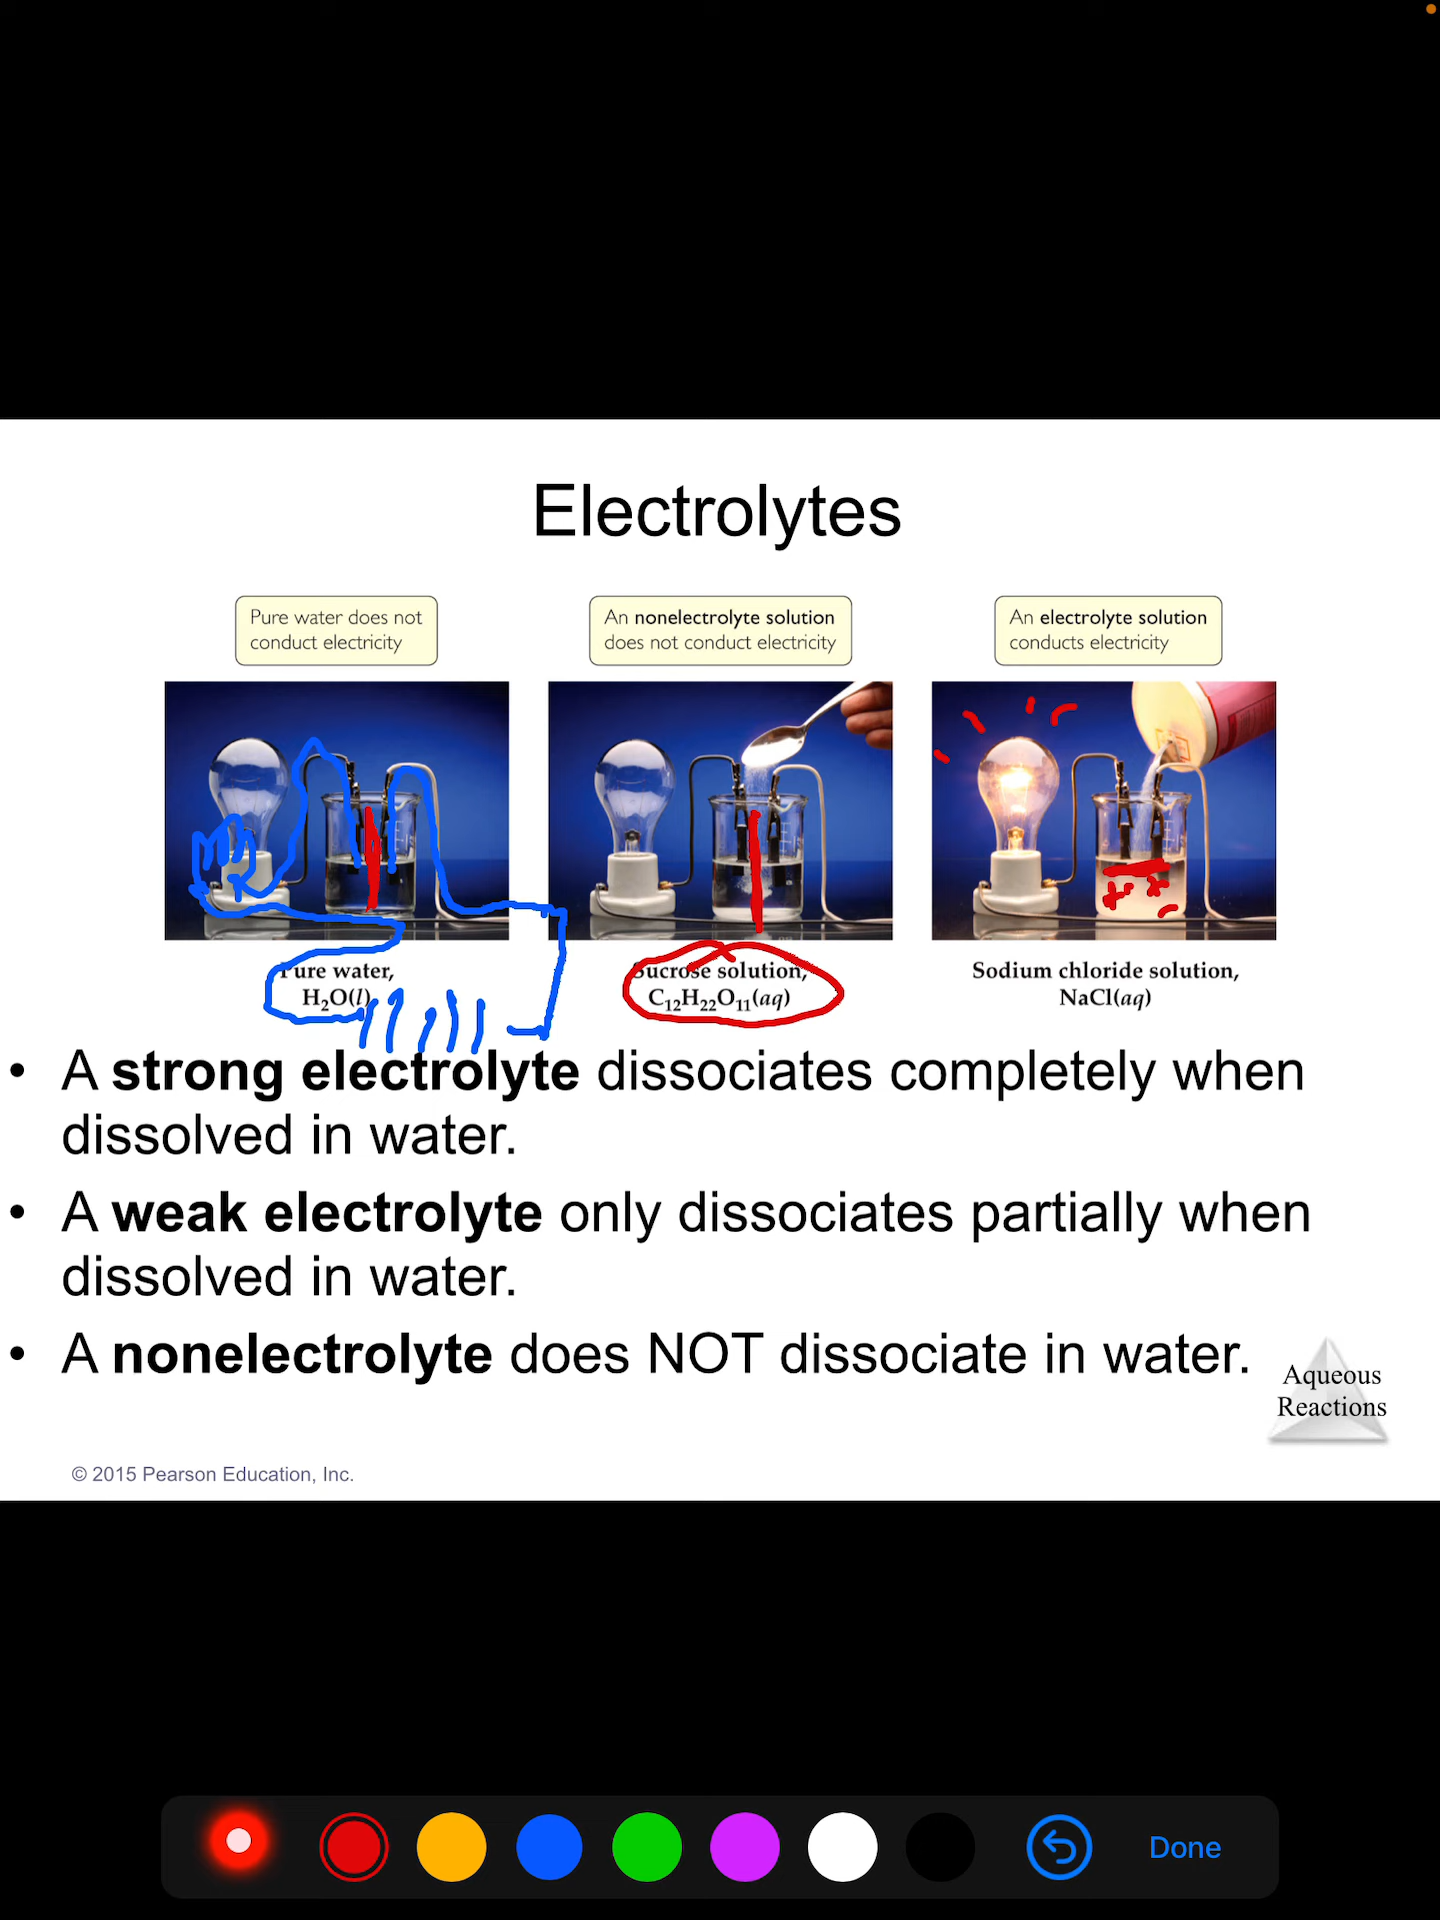 Electrolytes
Pure water does not
conduct electricity
An nonelectrolyte solution
does not conduct electricity
An electrolyte solution
conducts electricity
Pure water,
H₂O(l)
Sucrose solution,
C₁₂H₂₂O₁₁(aq)
Sodium chloride solution,
NaCl(aq)
• A strong electrolyte dissociates completely when
dissolved in water.
• A weak electrolyte only dissociates partially when
dissolved in water.
• A nonelectrolyte does NOT dissociate in water.
Aqueous
Reactions
© 2015 Pearson Education, Inc.
Done